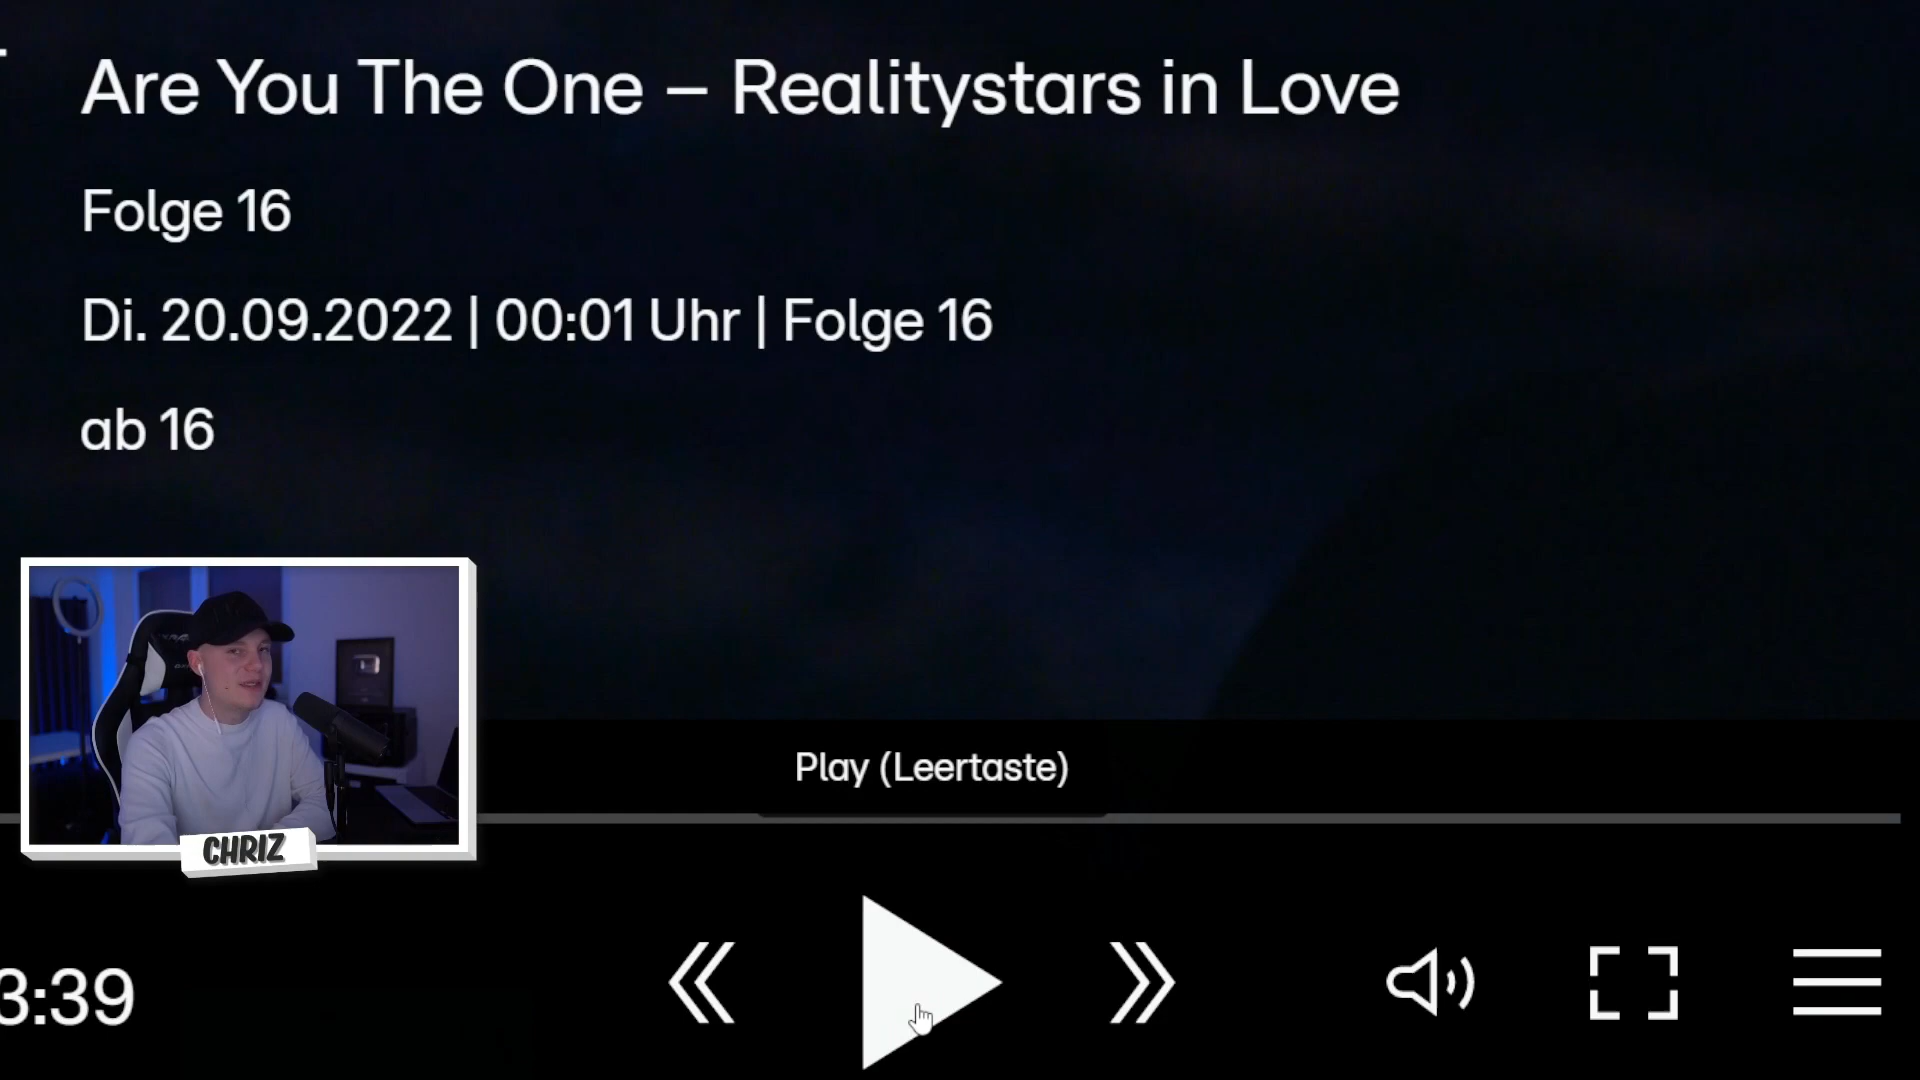 Are You The One – Realitystars in Love
Folge 16
Di. 20.09.2022 | 00:01 Uhr | Folge 16
ab 16
Play (Leertaste)
CHRIZ
3:39